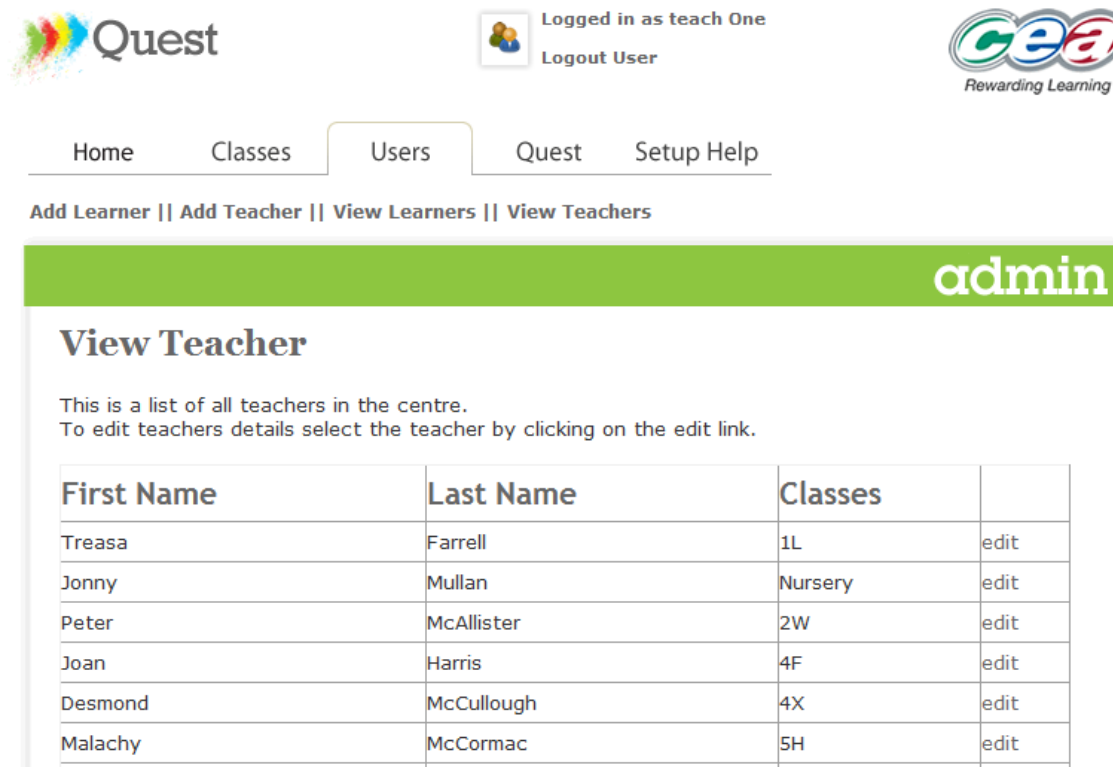 Quest
Logged in as teach One
Logout User
cea
Rewarding Learning
Home Classes Users Quest Setup Help
Add Learner || Add Teacher || View Learners || View Teachers
admin
View Teacher
This is a list of all teachers in the centre.
To edit teachers details select the teacher by clicking on the edit link.
First Name Last Name Classes
Treasa Farrell 1L edit
Jonny Mullan Nursery edit
Peter McAllister 2W edit
Joan Harris 4F edit
Desmond McCullough 4X edit
Malachy McCormac 5H edit